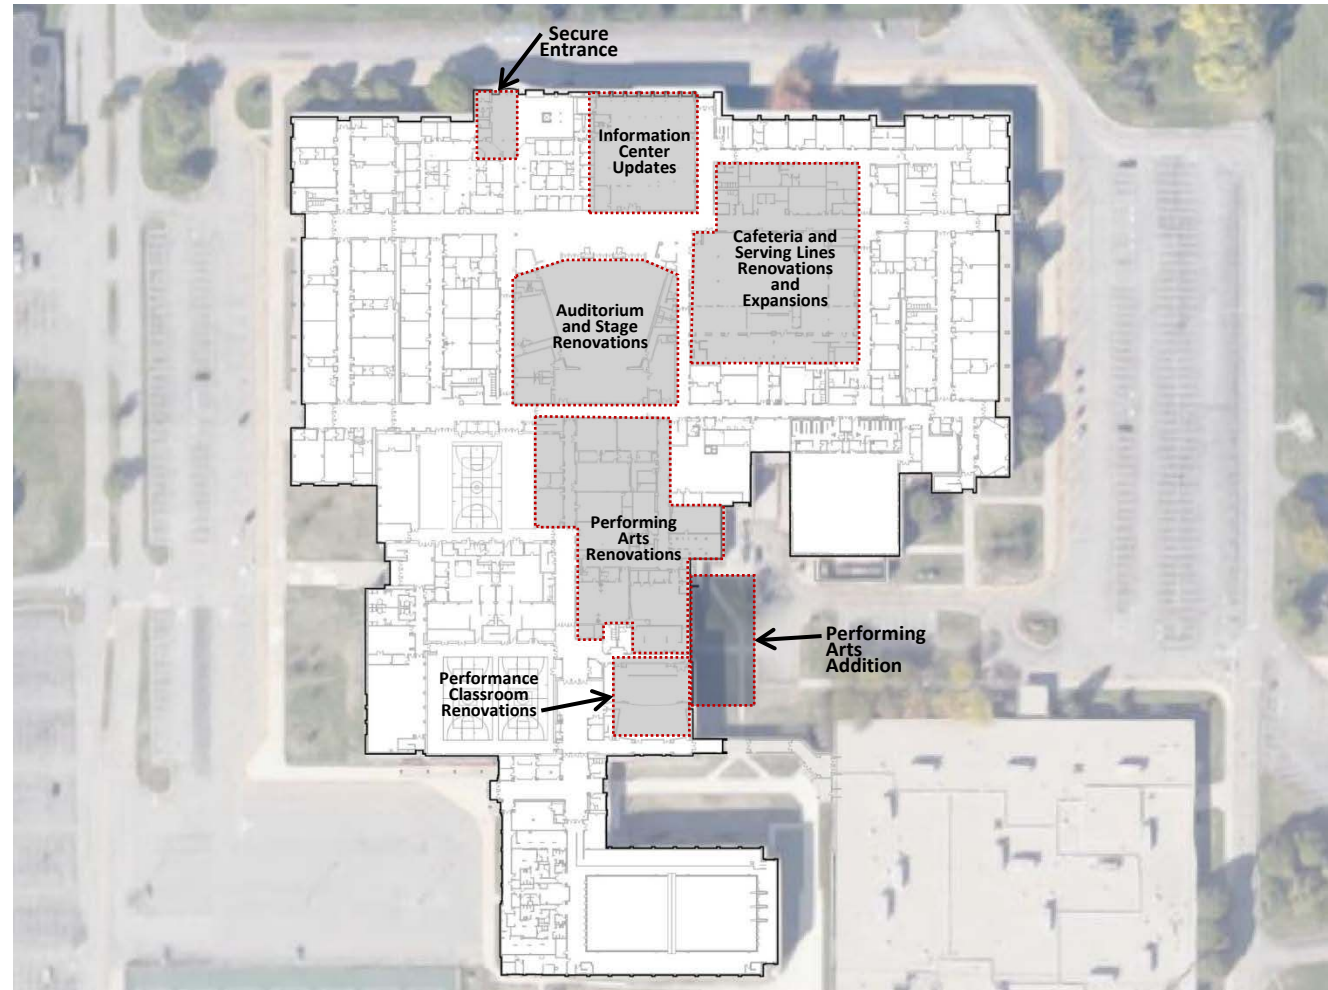 Secure
Entrance
Information
Center
Updates
Cafeteria and
Serving Lines
Renovations
and
Expansions
Auditorium
and Stage
Renovations
Performing
Arts
Renovations
Performing
Arts
Addition
Performance
Classroom
Renovations